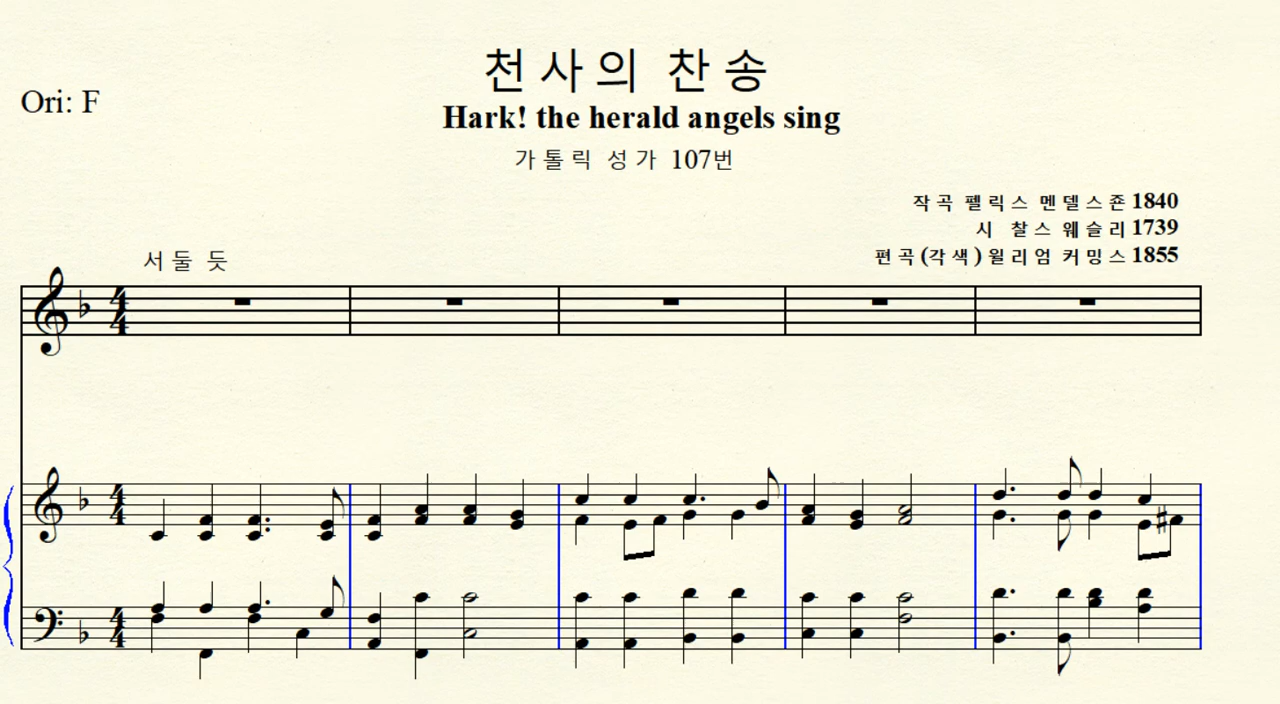 천사의 찬송
Ori: F
Hark! the herald angels sing
가톨릭 성가 107번
작곡 펠릭스 멘델스죤 1840
시 찰스 웨슬리 1739
편곡(각색) 윌리엄 커밍스 1855
서둘 듯